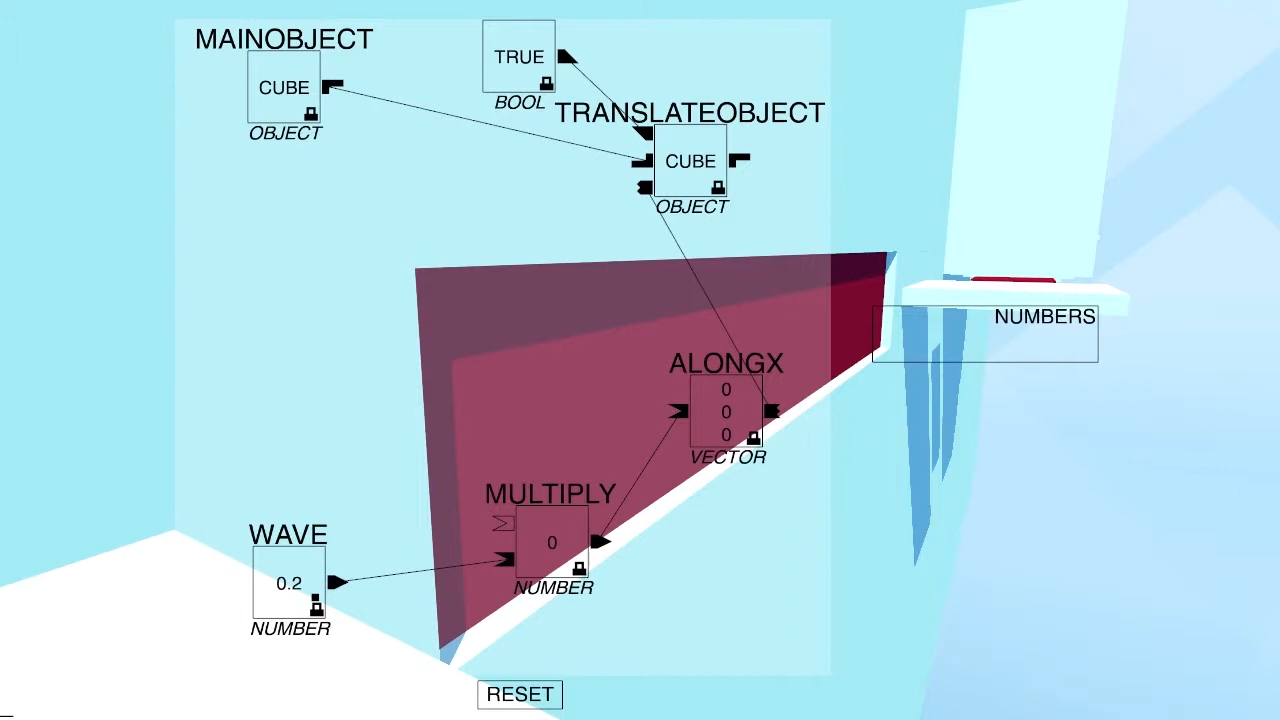 MAINOBJECT
CUBE
OBJECT
TRUE
BOOL
TRANSLATEOBJECT
CUBE
OBJECT
NUMBERS
ALONGX
0
0
0
VECTOR
MULTIPLY
0
NUMBER
WAVE
0.2
NUMBER
RESET